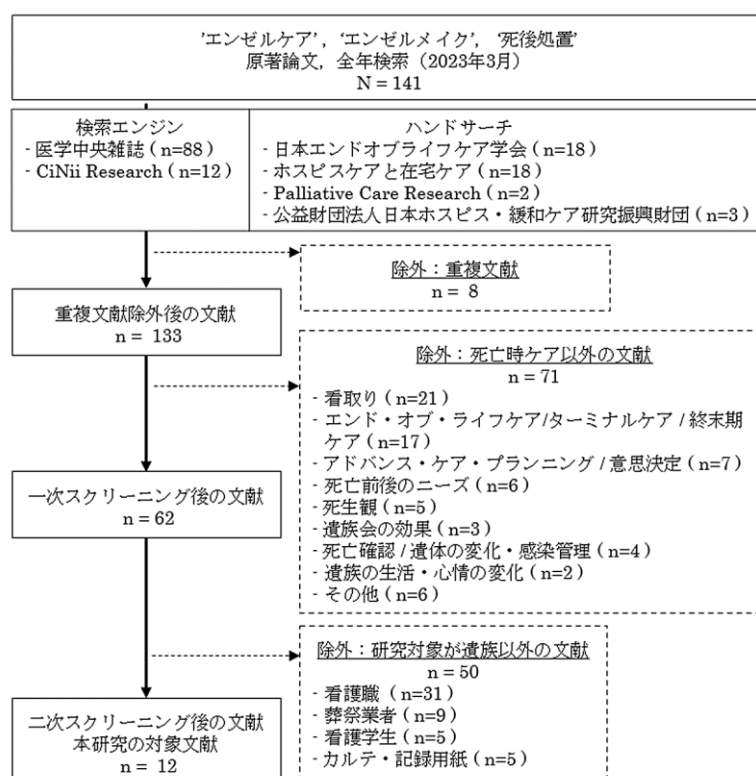 'エンゼルケア', 'エンゼルメイク', '死後処置'
原著論文, 全年検索（2023年3月）
N = 141
検索エンジン
- 医学中央雑誌 ( n=88 )
- CiNii Research ( n=12 )
ハンドサーチ
- 日本エンドオブライフケア学会 ( n=18 )
- ホスピスケアと在宅ケア ( n=18 )
- Palliative Care Research ( n=2 )
- 公益財団法人日本ホスピス・緩和ケア研究振興財団 ( n=3 )
除外：重複文献
n = 8
重複文献除外後の文献
n = 133
除外：死亡時ケア以外の文献
n = 71
- 看取り ( n=21 )
- エンド・オブ・ライフケア/ターミナルケア / 終末期
ケア ( n=17 )
- アドバンス・ケア・プランニング / 意思決定 ( n=7 )
- 死亡前後のニーズ ( n=6 )
- 死生観 ( n=5 )
- 遺族会の効果 ( n=3 )
- 死亡確認 / 遺体の変化・感染管理 ( n=4 )
- 遺族の生活・心情の変化 ( n=2 )
- その他 ( n=6 )
一次スクリーニング後の文献
n = 62
除外：研究対象が遺族以外の文献
n = 50
- 看護職 ( n=31 )
- 葬祭業者 ( n=9 )
- 看護学生 ( n=5 )
- カルテ・記録用紙 ( n=5 )
二次スクリーニング後の文献
本研究の対象文献
n = 12